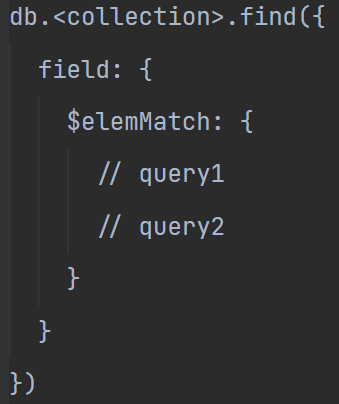 db.<collection>.find({
  field: {
    $elemMatch: {
      // query1
      // query2
    }
  }
})